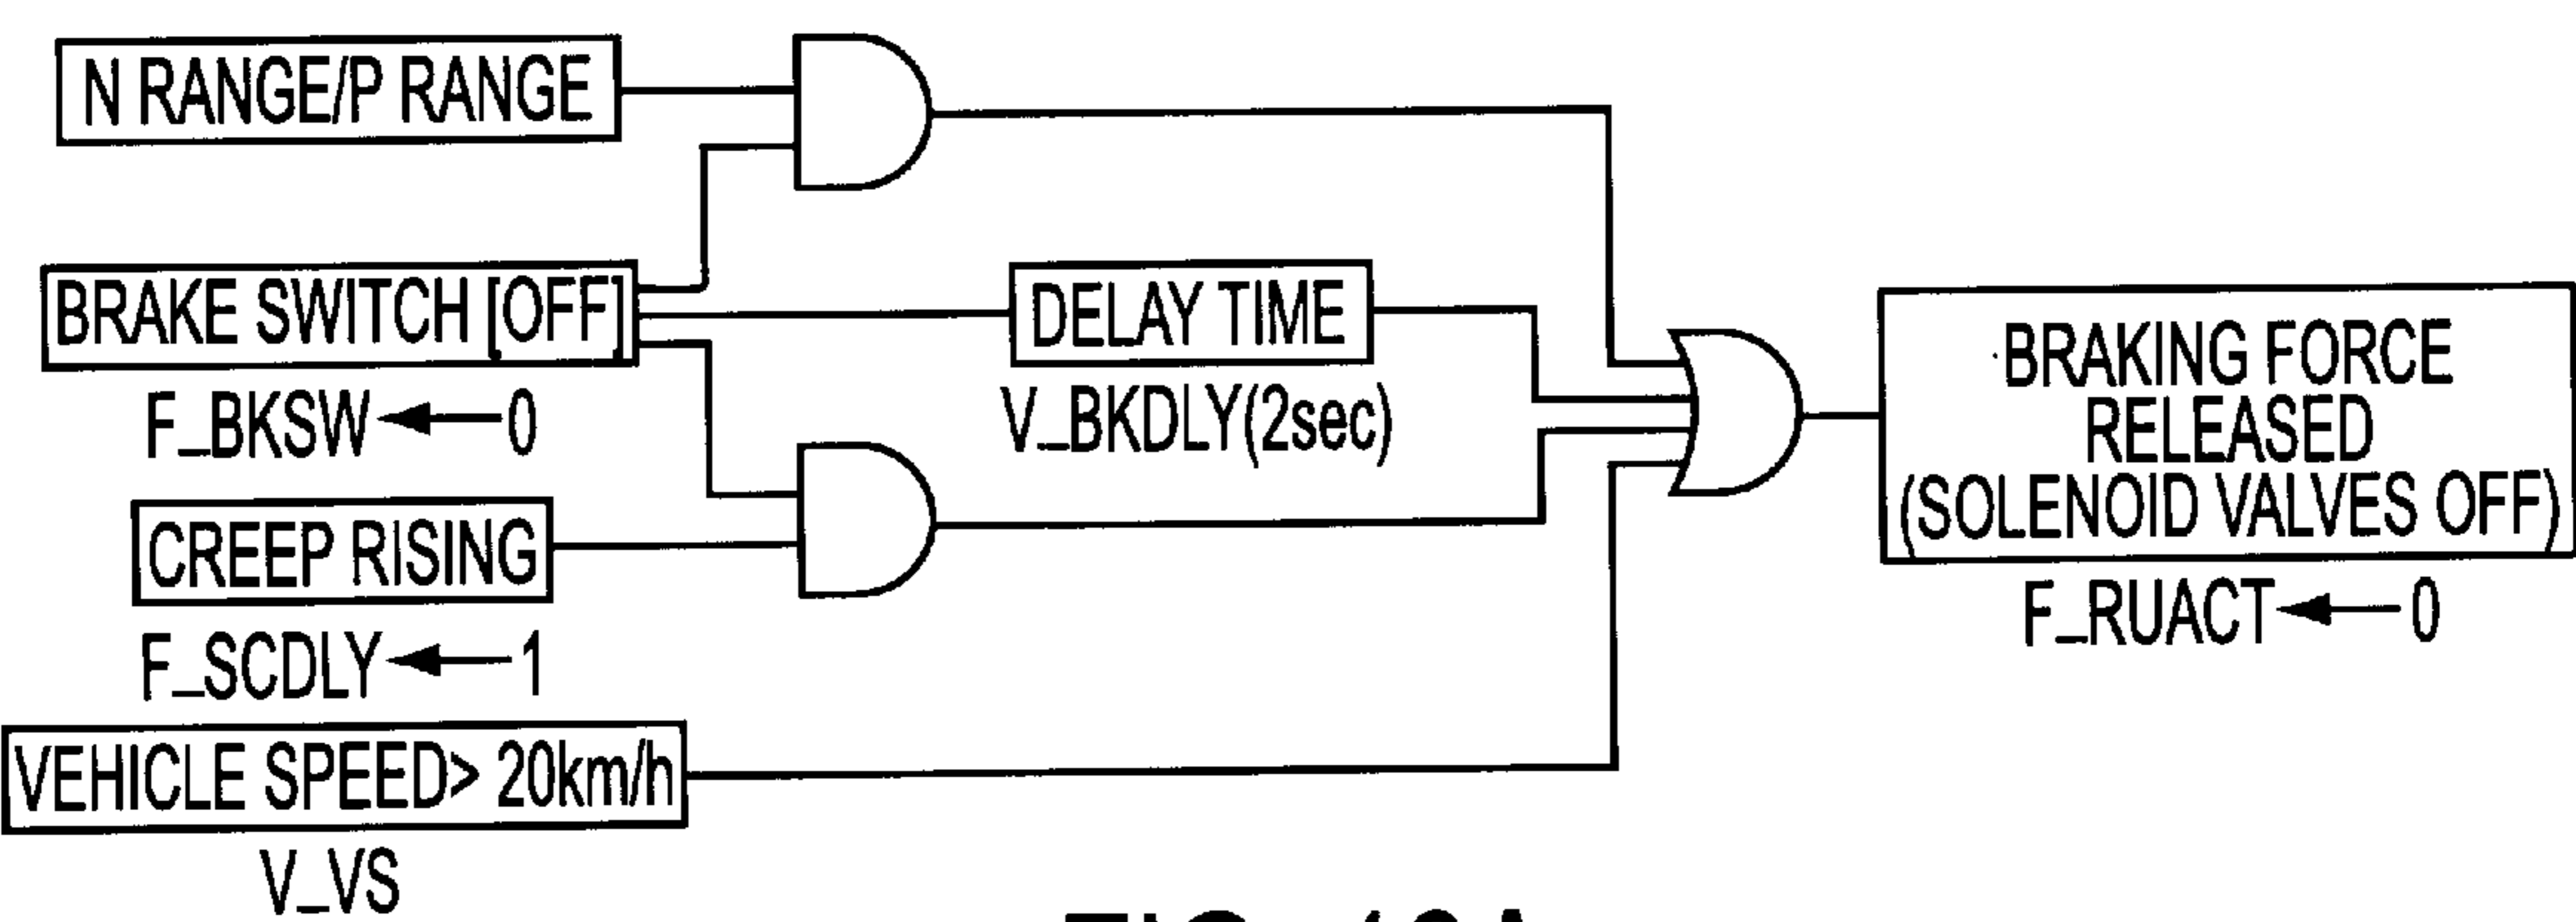 N RANGE/P RANGE
BRAKE SWITCH [OFF]
F_BKSW ← 0
DELAY TIME
V_BKDLY(2sec)
CREEP RISING
F_SCDLY ← 1
VEHICLE SPEED> 20km/h
V_VS
BRAKING FORCE
RELEASED
(SOLENOID VALVES OFF)
F_RUACT ← 0